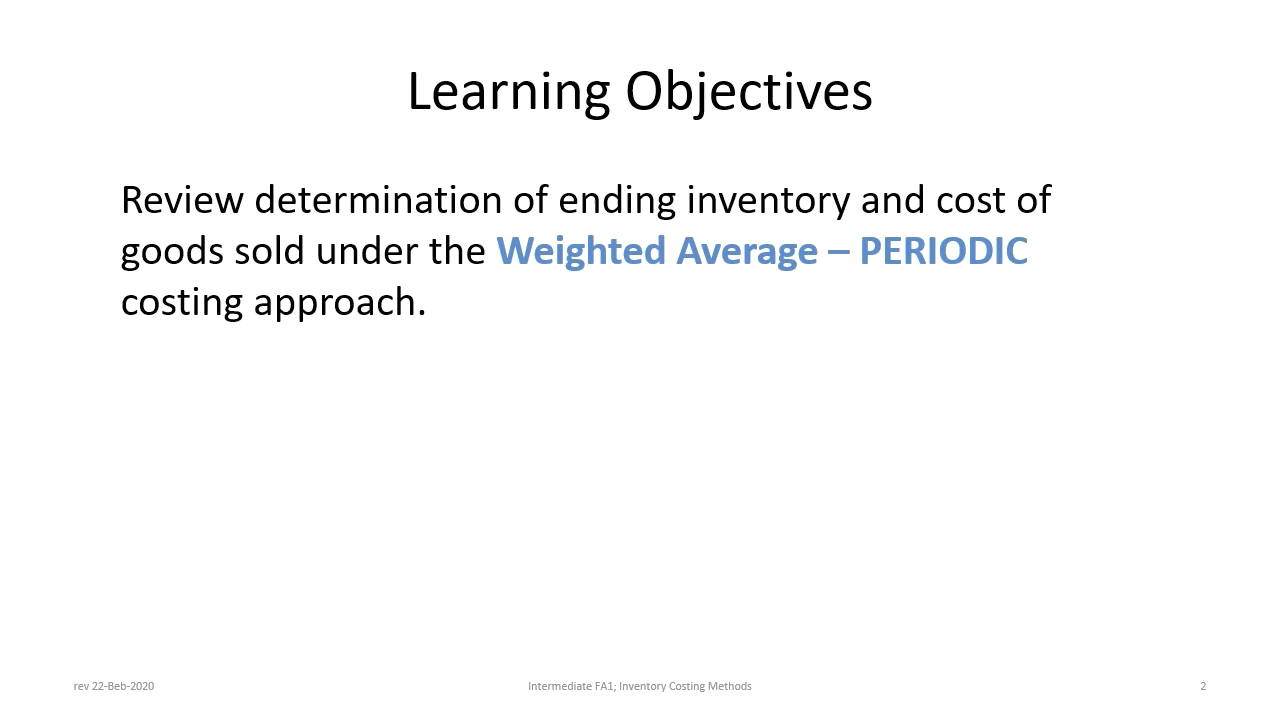 Learning Objectives
Review determination of ending inventory and cost of
goods sold under the Weighted Average – PERIODIC
costing approach.
rev 22-Beb-2020
Intermediate FA1; Inventory Costing Methods
2